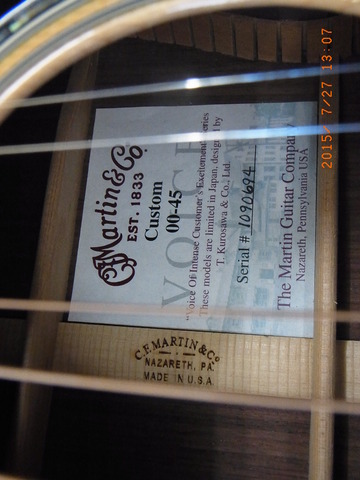 2015/ 7/27 13:07
C.F. Martin & Co.
EST. 1833
Custom
00-45
VOICE
"Voice Of Intense Customer's Excitement" Series
These models are limited in Japan, designed by
T. Kurosawa & Co., Ltd.
Serial # 1090694
The Martin Guitar Company
Nazareth, Pennsylvania USA
C.F. MARTIN & Co
NAZARETH, PA.
MADE IN U.S.A.